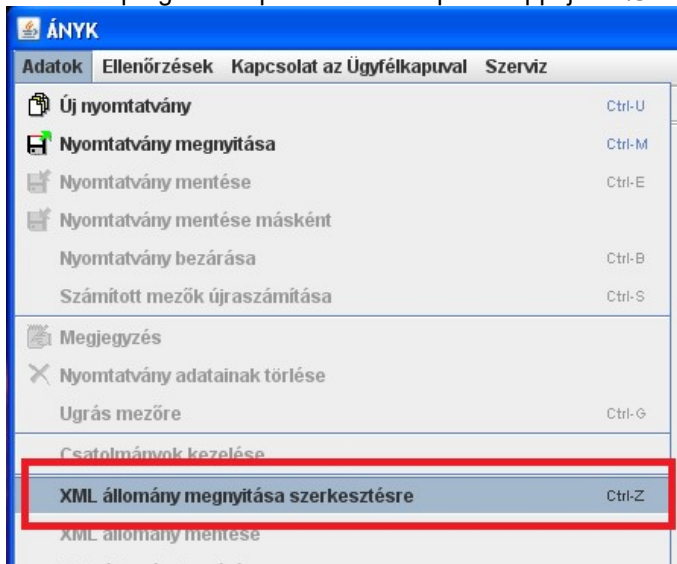 ÁNYK
Adatok Ellenőrzések Kapcsolat az Ügyfélkapuval Szerviz
Új nyomtatvány Ctrl-U
Nyomtatvány megnyitása Ctrl-M
Nyomtatvány mentése Ctrl-E
Nyomtatvány mentése másként
Nyomtatvány bezárása Ctrl-B
Számított mezők újraszámítása Ctrl-S
Megjegyzés
Nyomtatvány adatainak törlése
Ugrás mezőre Ctrl-G
Csatolmányok kezelése
XML állomány megnyitása szerkesztésre Ctrl-Z
XML állomány mentése